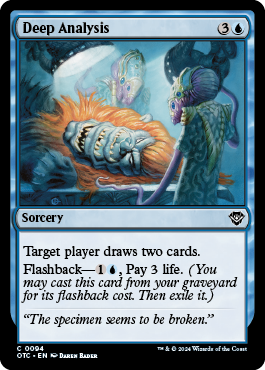 Deep Analysis 3
Sorcery
Target player draws two cards.
Flashback—1, Pay 3 life. (You
may cast this card from your graveyard
for its flashback cost. Then exile it.)
“The specimen seems to be broken.”
C 0094
OTC • EN Daren Bader
™ & © 2024 Wizards of the Coast